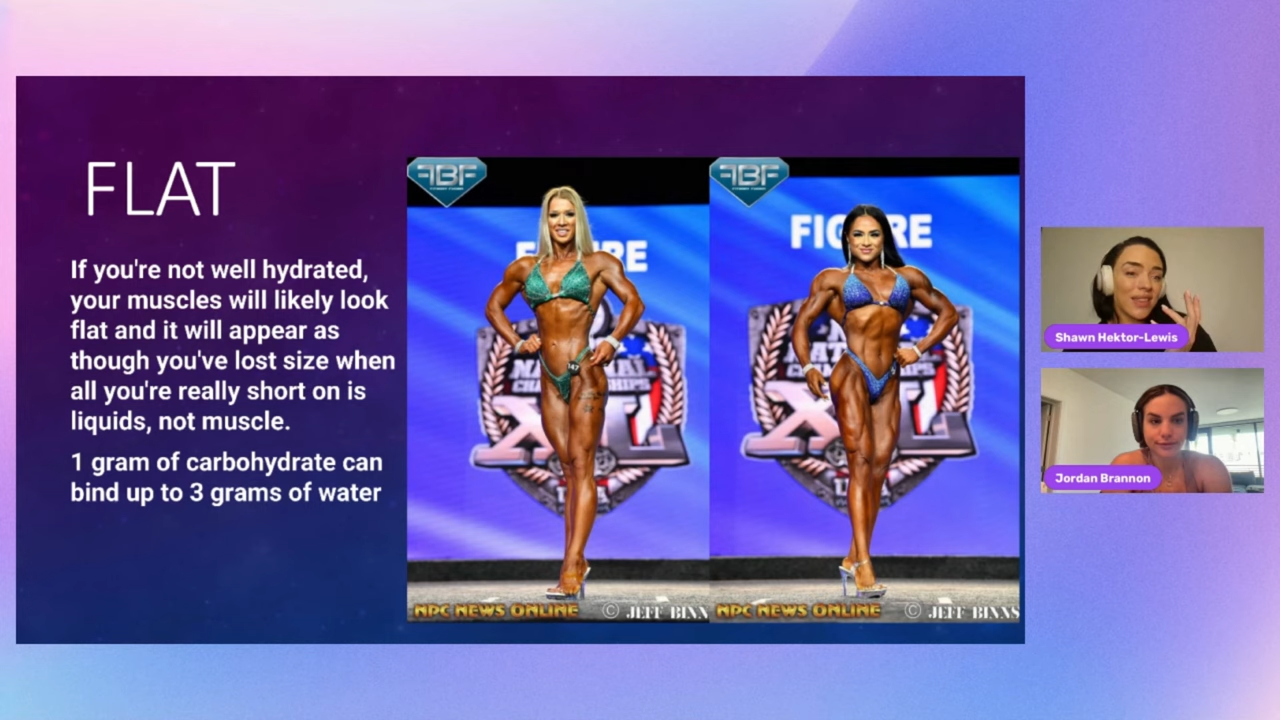 FLAT
If you're not well hydrated,
your muscles will likely look
flat and it will appear as
though you've lost size when
all you're really short on is
liquids, not muscle.
1 gram of carbohydrate can
bind up to 3 grams of water
FBF
FBF
FIGURE
NPC NEWS ONLINE
© JEFF BINN
NPC NEWS ONLINE
© JEFF BINNS
Shawn Hektor-Lewis
Jordan Brannon